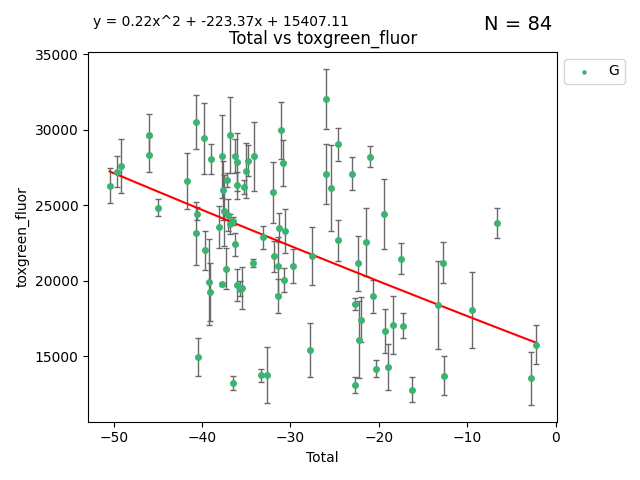 y = 0.22x^2 + -223.37x + 15407.11
N = 84
Total vs toxgreen_fluor
35000
30000
25000
20000
15000
toxgreen_fluor
G
−50
−40
−30
−20
−10
0
Total